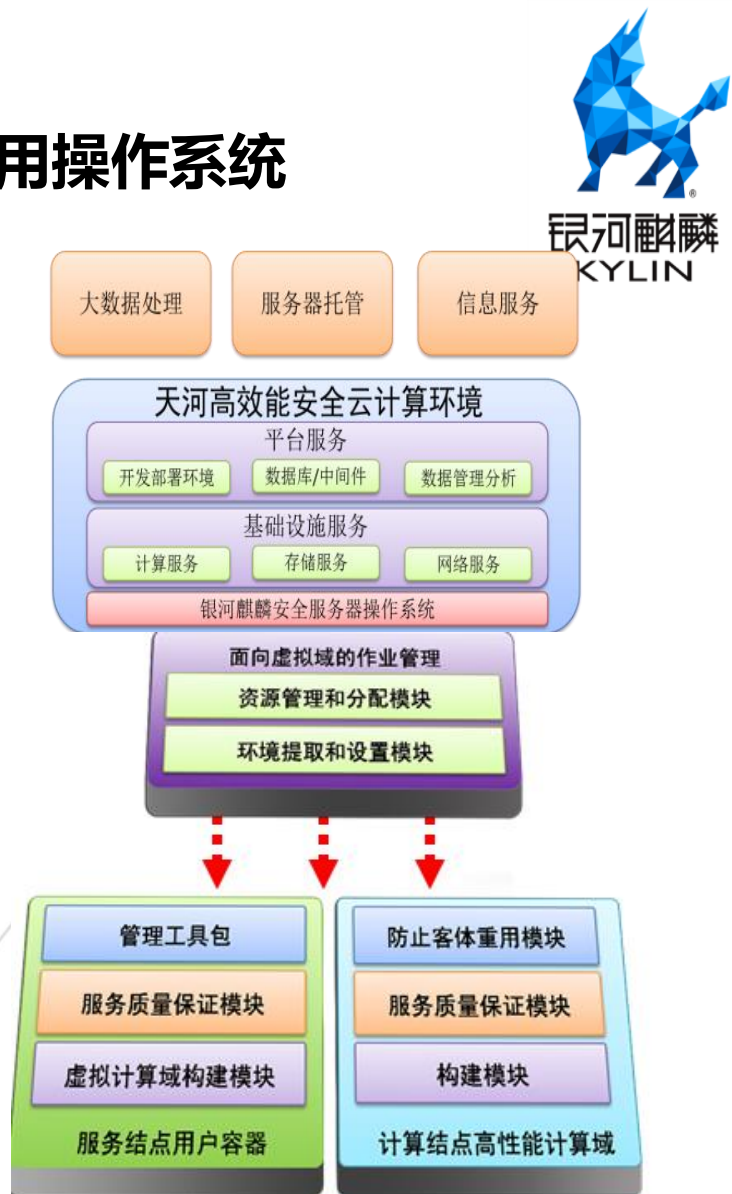 用操作系统
®
银河麒麟
KYLIN
大数据处理
服务器托管
信息服务
天河高效能安全云计算环境
平台服务
开发部署环境
数据库/中间件
数据管理分析
基础设施服务
计算服务
存储服务
网络服务
银河麒麟安全服务器操作系统
面向虚拟域的作业管理
资源管理和分配模块
环境提取和设置模块
管理工具包
服务质量保证模块
虚拟计算域构建模块
服务结点用户容器
防止客体重用模块
服务质量保证模块
构建模块
计算结点高性能计算域